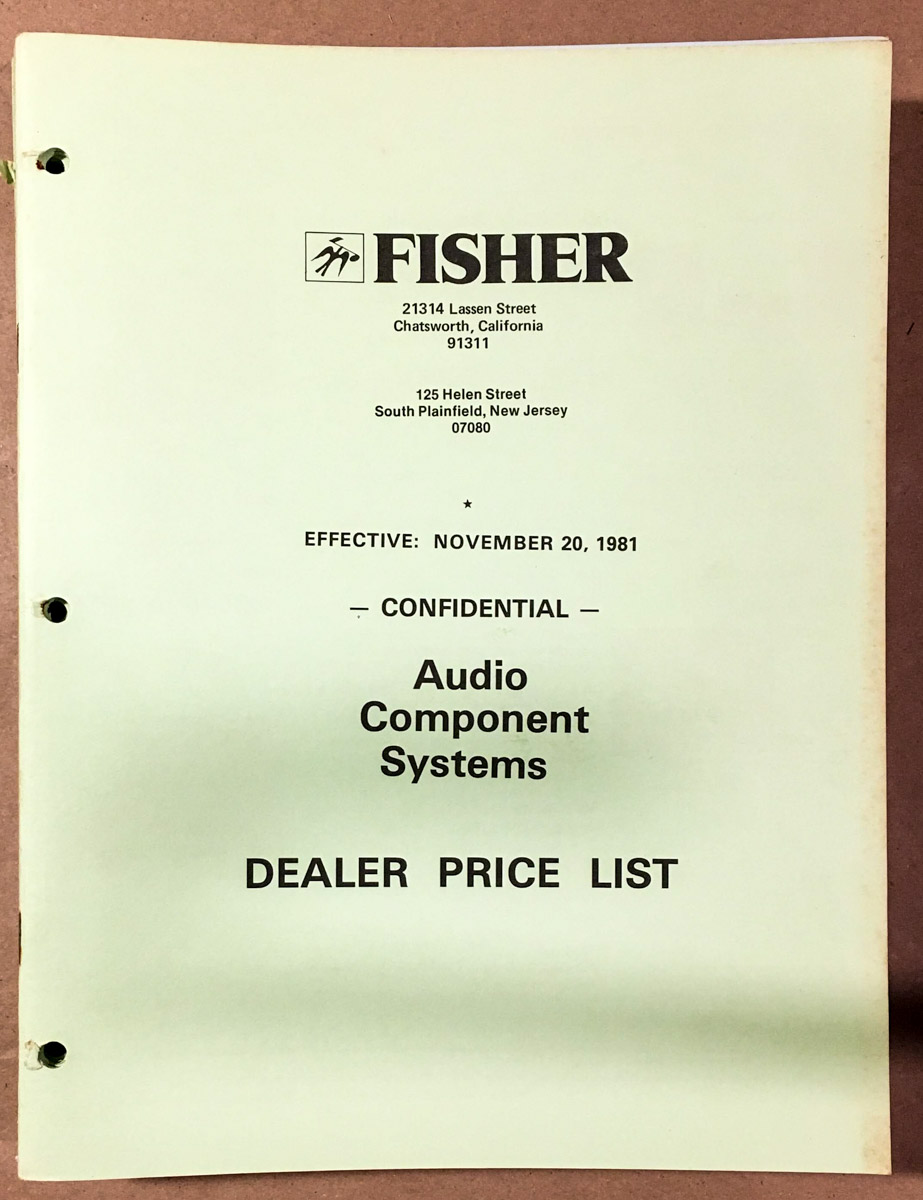 FISHER
21314 Lassen Street
Chatsworth, California
91311
125 Helen Street
South Plainfield, New Jersey
07080
★
EFFECTIVE: NOVEMBER 20, 1981
— CONFIDENTIAL —
Audio
Component
Systems
DEALER PRICE LIST